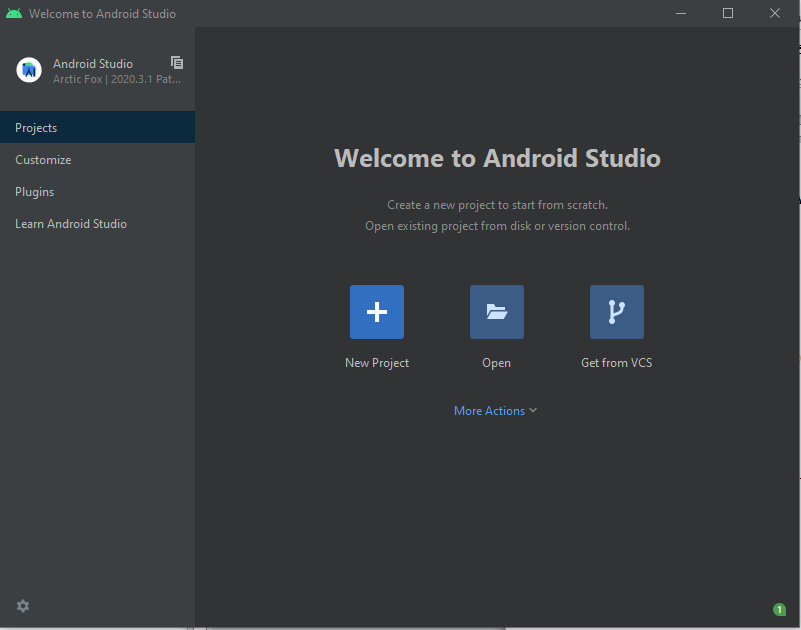 Welcome to Android Studio
Android Studio
Arctic Fox | 2020.3.1 Pat...
Projects
Customize
Plugins
Learn Android Studio
Welcome to Android Studio
Create a new project to start from scratch.
Open existing project from disk or version control.
New Project
Open
Get from VCS
More Actions
1